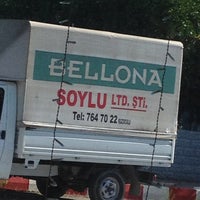 BELLONA
SOYLU LTD. ŞTİ.
Tel: 764 70 22